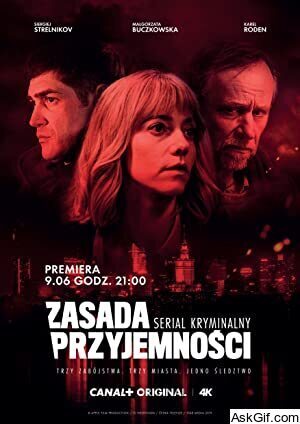 SIERGIEJ
STRELNIKOV
MAŁGORZATA
BUCZKOWSKA
KAREL
RODEN
PREMIERA
9.06 GODZ. 21:00
ZASADA SERIAL KRYMINALNY
PRZYJEMNOŚCI
TRZY ZABÓJSTWA. TRZY MIASTA. JEDNO ŚLEDZTWO
CANAL+ ORIGINAL | 4K
AskGif.com